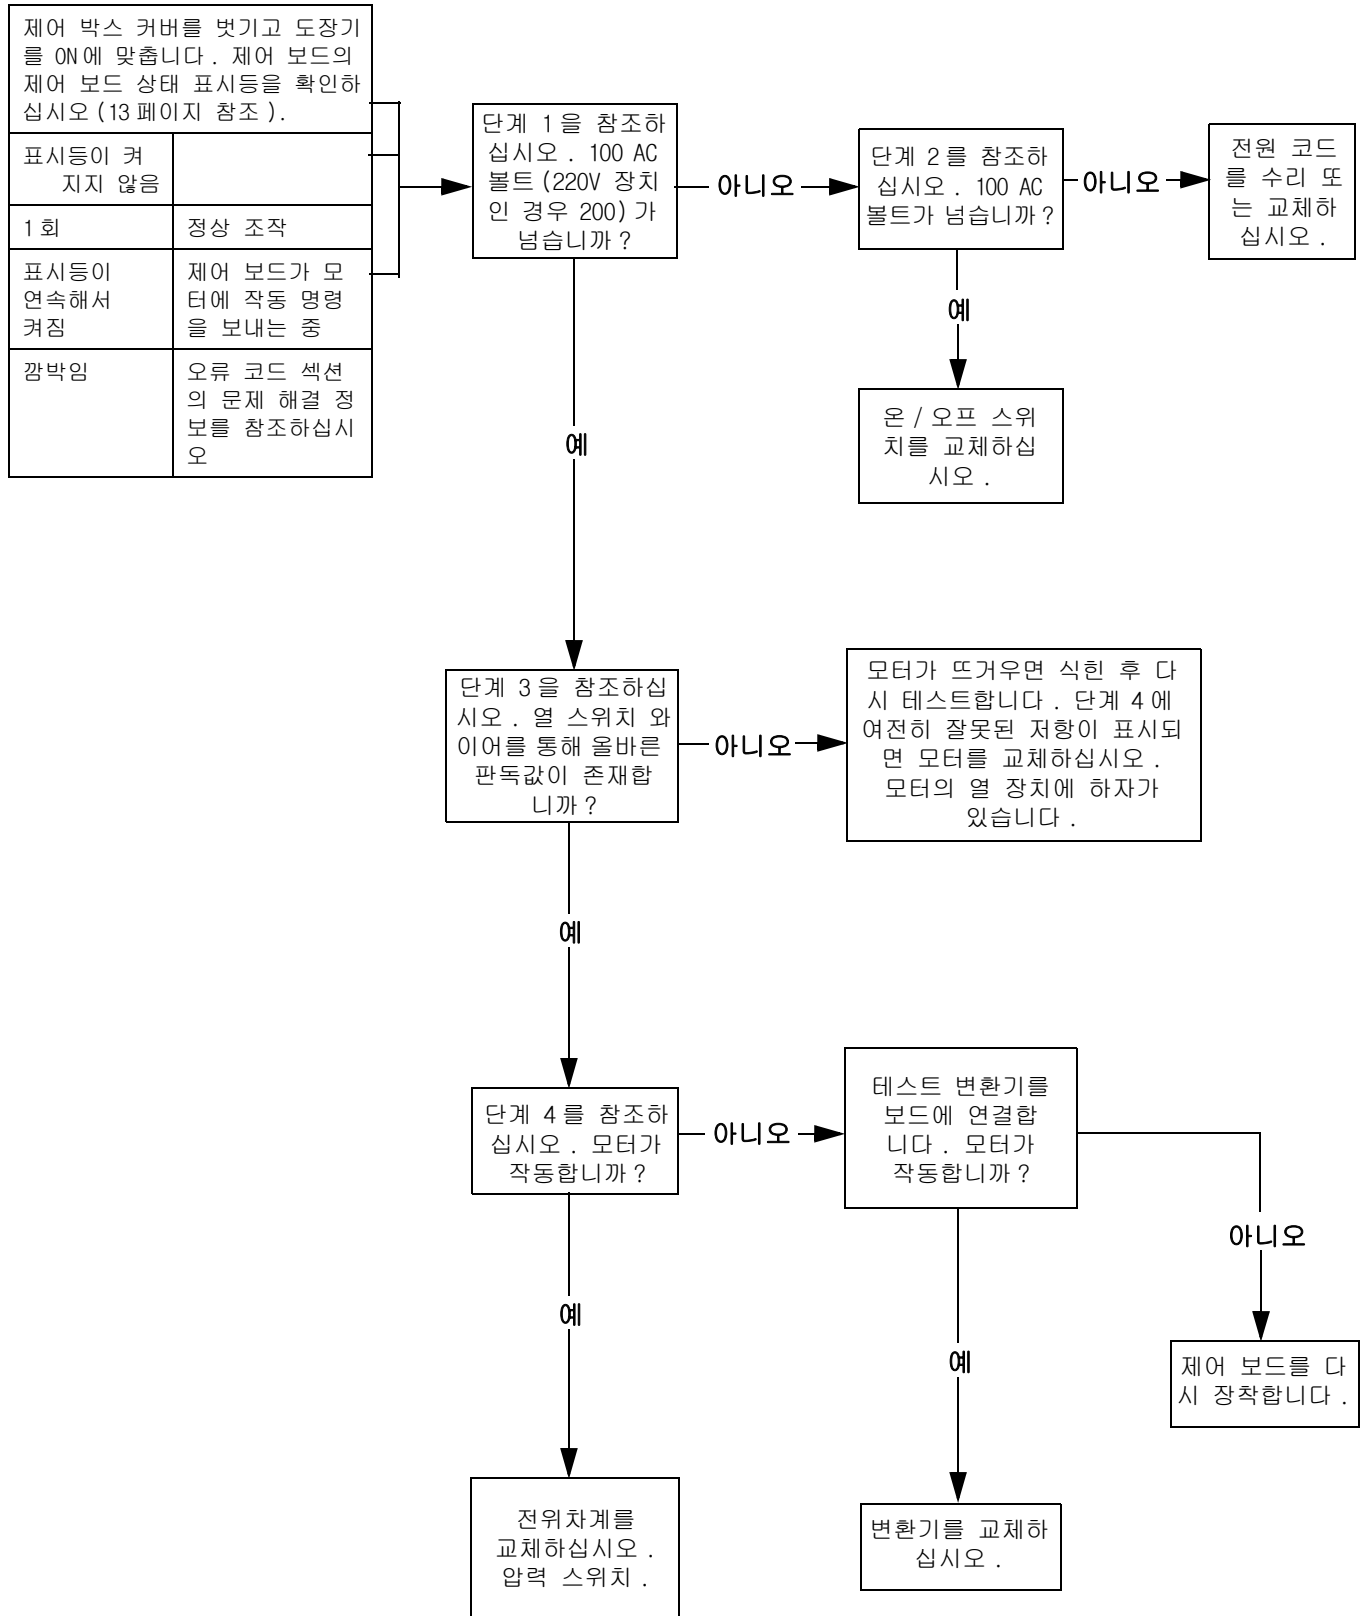 제어 박스 커버를 벗기고 도장기
를 ON에 맞춥니다 . 제어 보드의
제어 보드 상태 표시등을 확인하
십시오 (13 페이지 참조 ).
표시등이 켜
지지 않음
1 회
정상 조작
표시등이
연속해서
켜짐
제어 보드가 모
터에 작동 명령
을 보내는 중
깜박임
오류 코드 섹션
의 문제 해결 정
보를 참조하십시
오
단계 1 을 참조하
십시오 . 100 AC
볼트 (220V 장치
인 경우 200) 가
넘습니까 ?
아니오
단계 2 를 참조하
십시오 . 100 AC
볼트가 넘습니까 ?
아니오
전원 코드
를 수리 또
는 교체하
십시오 .
예
온 / 오프 스위
치를 교체하십
시오 .
예
단계 3 을 참조하십
시오 . 열 스위치 와
이어를 통해 올바른
판독값이 존재합
니까 ?
아니오
모터가 뜨거우면 식힌 후 다
시 테스트합니다 . 단계 4 에
여전히 잘못된 저항이 표시되
면 모터를 교체하십시오 .
모터의 열 장치에 하자가
있습니다 .
예
단계 4 를 참조하
십시오 . 모터가
작동합니까 ?
아니오
테스트 변환기를
보드에 연결합
니다 . 모터가
작동합니까 ?
아니오
제어 보드를 다
시 장착합니다 .
예
변환기를 교체하
십시오 .
예
전위차계를
교체하십시오 .
압력 스위치 .